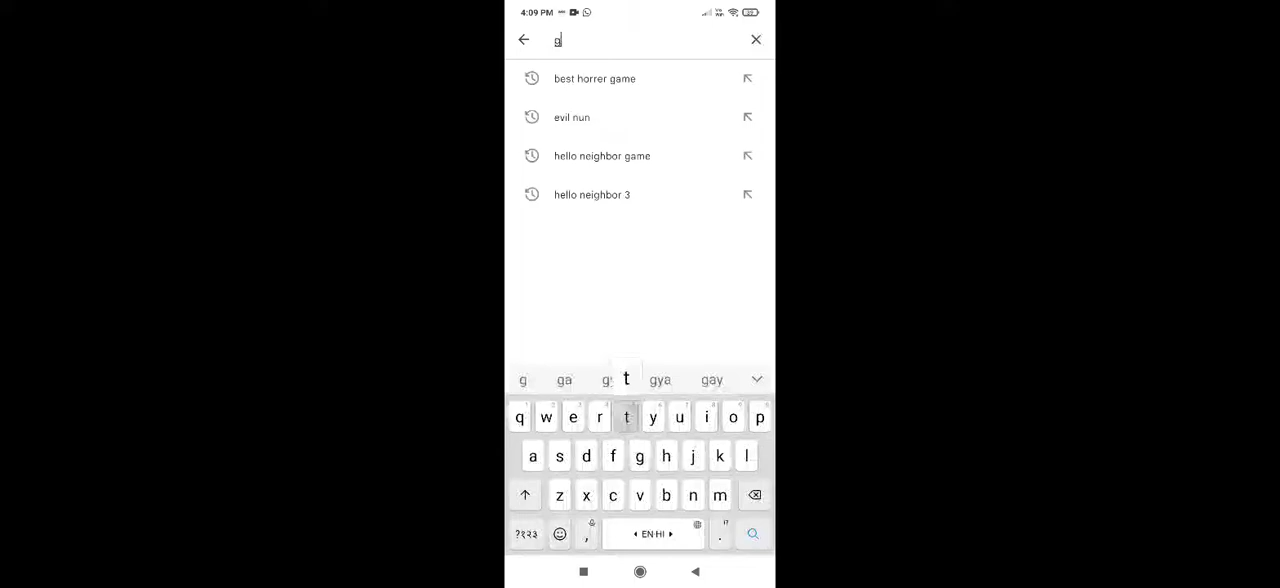 4:09 PM
g
best horrer game
evil nun
hello neighbor game
hello neighbor 3
g ga g t gya gay
q w e r t y u i o p
a s d f g h j k l
z x c v b n m
?१२३ , EN·HI .